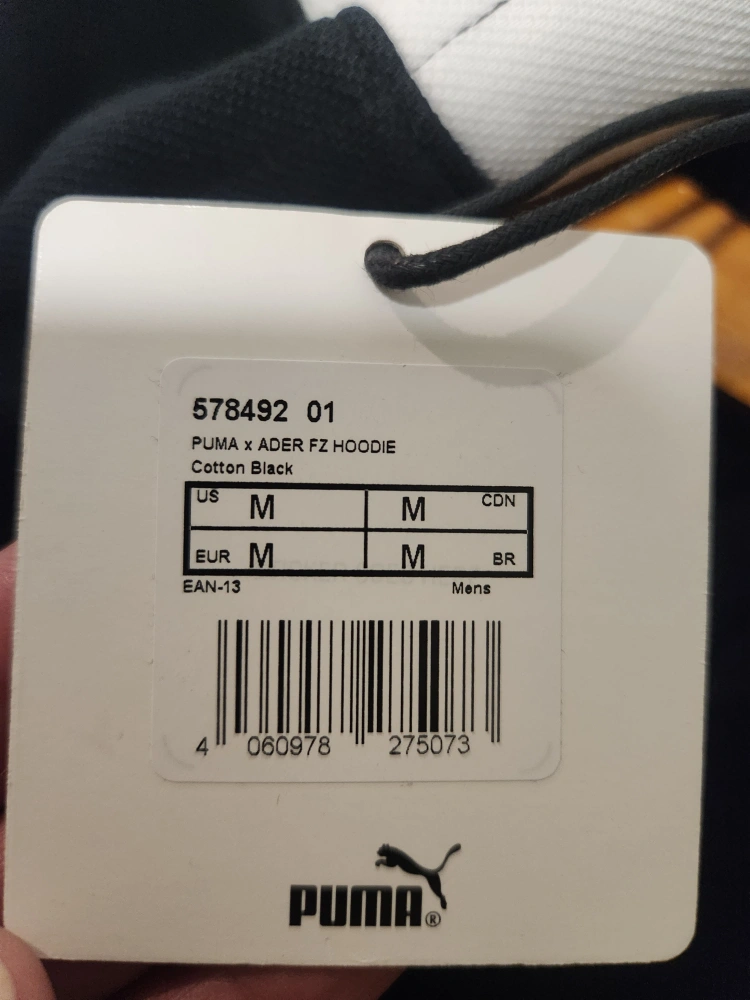 578492 01
PUMA x ADER FZ HOODIE
Cotton Black
US M M CDN
EUR M M BR
EAN-13 Mens
4 060978 275073
PUMA®